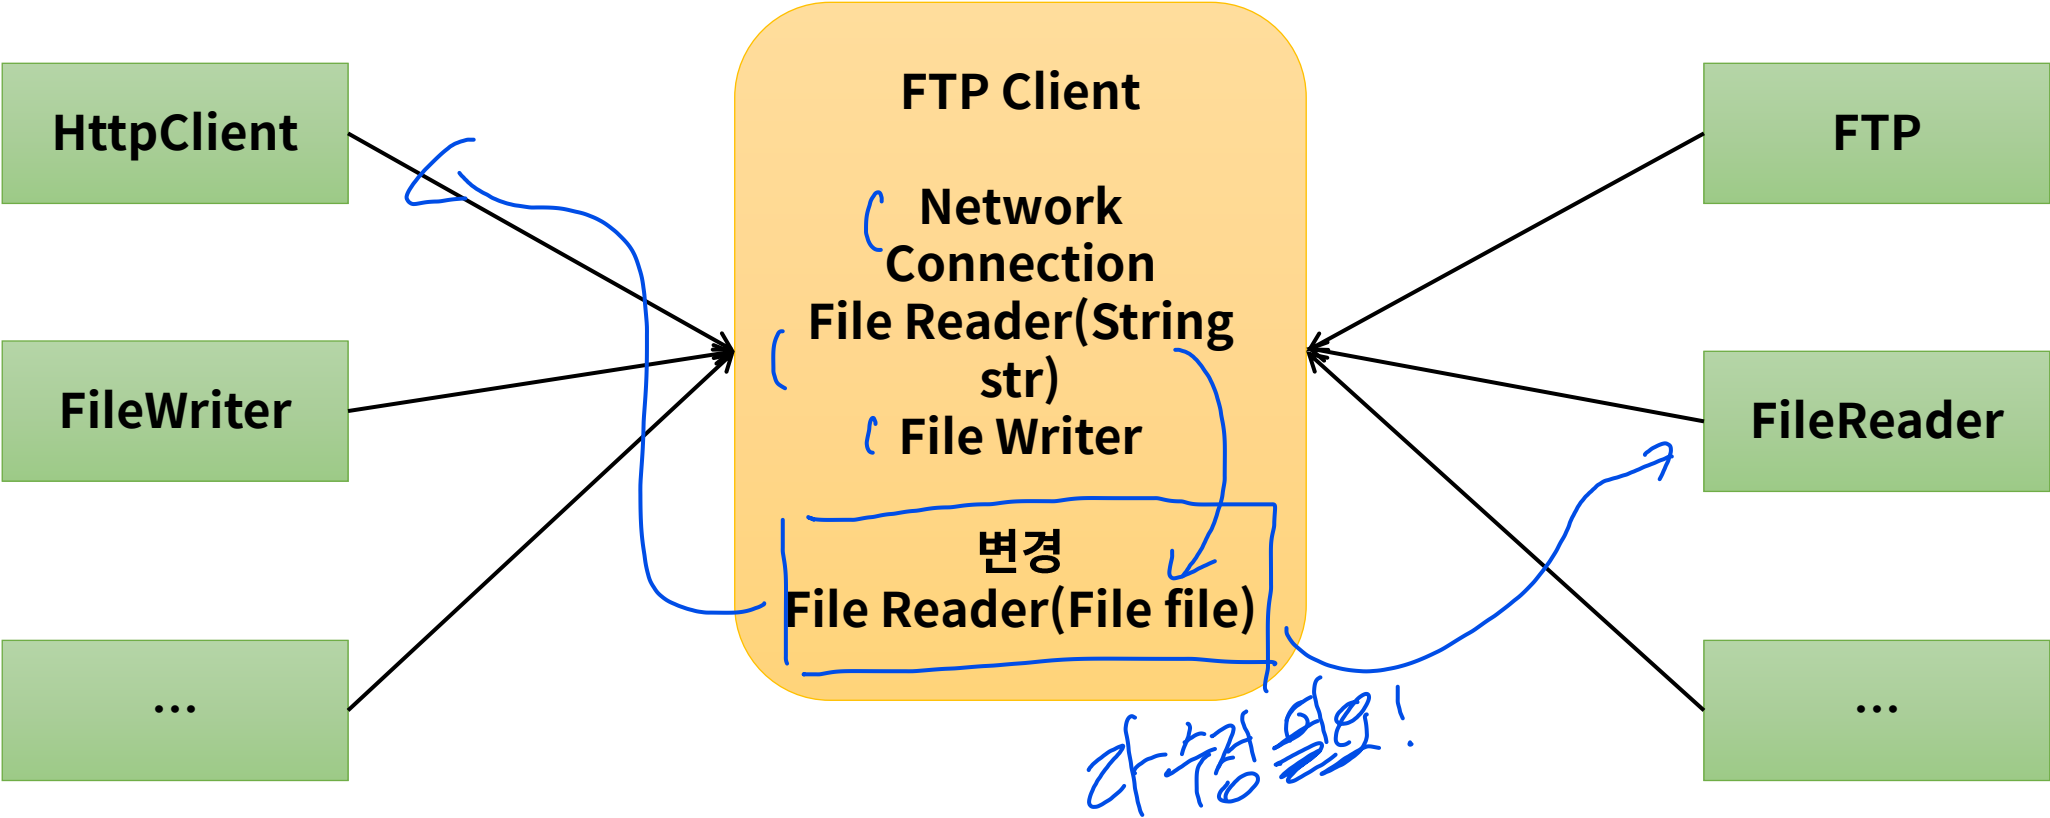 HttpClient
FileWriter
...
FTP Client
Network
Connection
File Reader(String
str)
File Writer
변경
File Reader(File file)
FTP
FileReader
...
수정 필요!